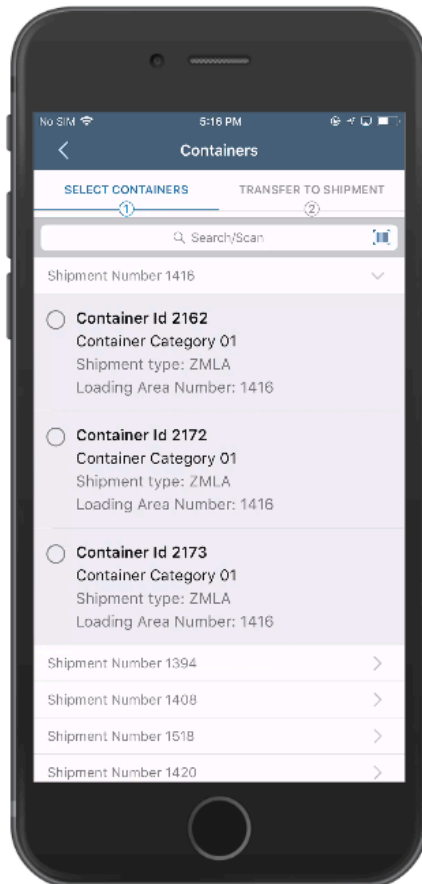 No SIM 5:16 PM
Containers
SELECT CONTAINERS TRANSFER TO SHIPMENT
1 2
Search/Scan
Shipment Number 1416
Container Id 2162
Container Category 01
Shipment type: ZMLA
Loading Area Number: 1416
Container Id 2172
Container Category 01
Shipment type: ZMLA
Loading Area Number: 1416
Container Id 2173
Container Category 01
Shipment type: ZMLA
Loading Area Number: 1416
Shipment Number 1394
Shipment Number 1408
Shipment Number 1518
Shipment Number 1420